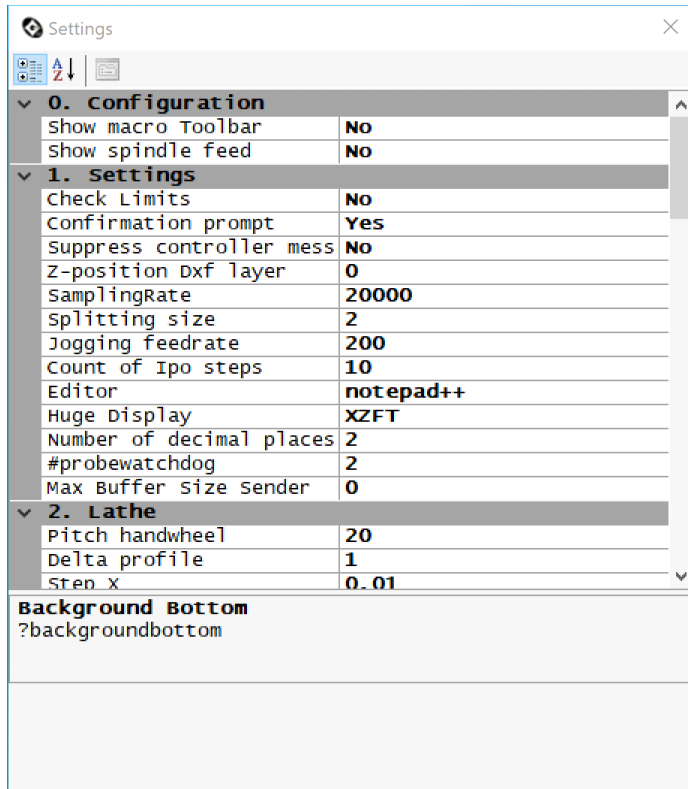 Settings
0. Configuration
Show macro Toolbar No
Show spindle feed No
1. Settings
Check Limits No
Confirmation prompt Yes
Suppress controller mess No
Z-position Dxf layer 0
SamplingRate 20000
Splitting size 2
Jogging feedrate 200
Count of Ipo steps 10
Editor notepad++
Huge Display XZFT
Number of decimal places 2
#probewatchdog 2
Max Buffer Size Sender 0
2. Lathe
Pitch handwheel 20
Delta profile 1
Step X 0.01
Background Bottom
?backgroundbottom